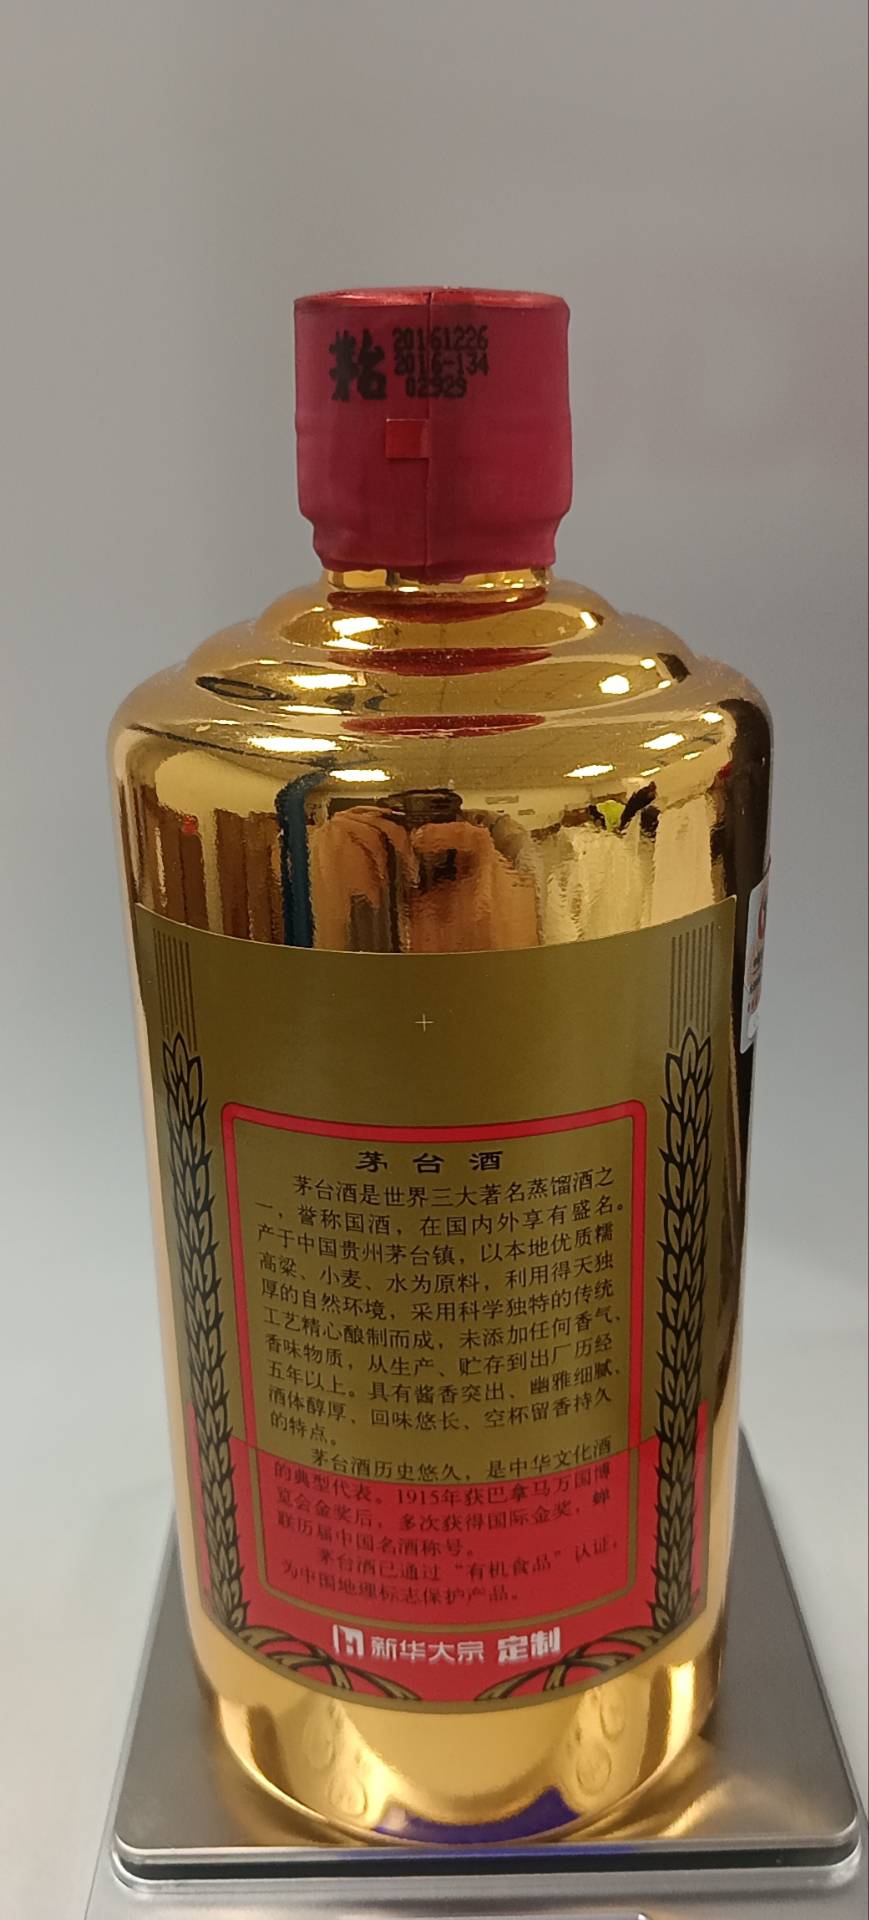 茅台
20161226
2016-134
02929
茅台酒
茅台酒是世界三大著名蒸馏酒之
一，誉称国酒，在国内外享有盛名。
产于中国贵州茅台镇，以本地优质糯
高粱、小麦、水为原料，利用得天独
厚的自然环境，采用科学独特的传统
工艺精心酿制而成，未添加任何香气、
香味物质，从生产、贮存到出厂历经
五年以上。具有酱香突出、幽雅细腻、
酒体醇厚、回味悠长、空杯留香持久
的特点。
茅台酒历史悠久，是中华文化酒
的典型代表。1915年获巴拿马万国博
览会金奖后，多次获得国际金奖，蝉
联历届中国名酒称号。
茅台酒已通过“有机食品”认证，
为中国地理标志保护产品。
新华大宗 定制